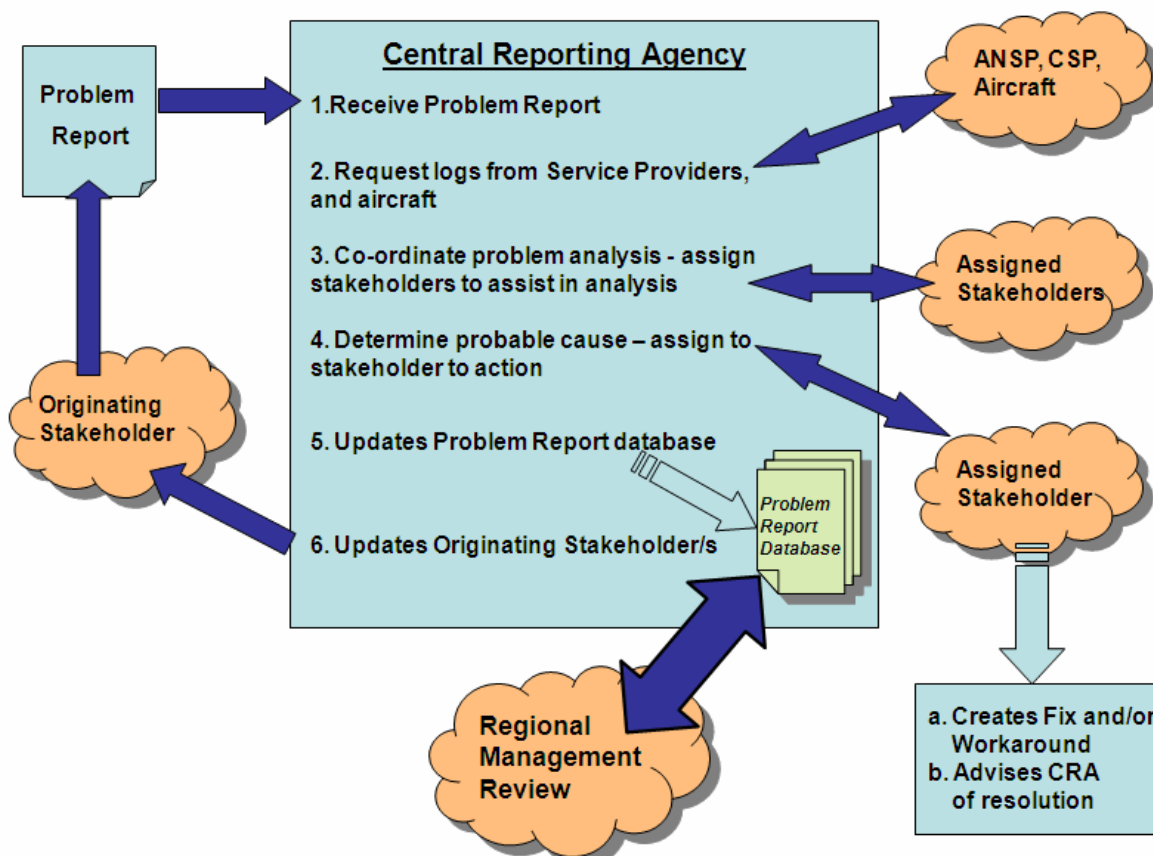 Problem
Report
Central Reporting Agency
1.Receive Problem Report
2. Request logs from Service Providers,
and aircraft
3. Co-ordinate problem analysis - assign
stakeholders to assist in analysis
4. Determine probable cause – assign to
stakeholder to action
5. Updates Problem Report database
6. Updates Originating Stakeholder/s
Problem
Report
Database
ANSP, CSP,
Aircraft
Assigned
Stakeholders
Assigned
Stakeholder
Originating
Stakeholder
Regional
Management
Review
a. Creates Fix and/or
Workaround
b. Advises CRA
of resolution